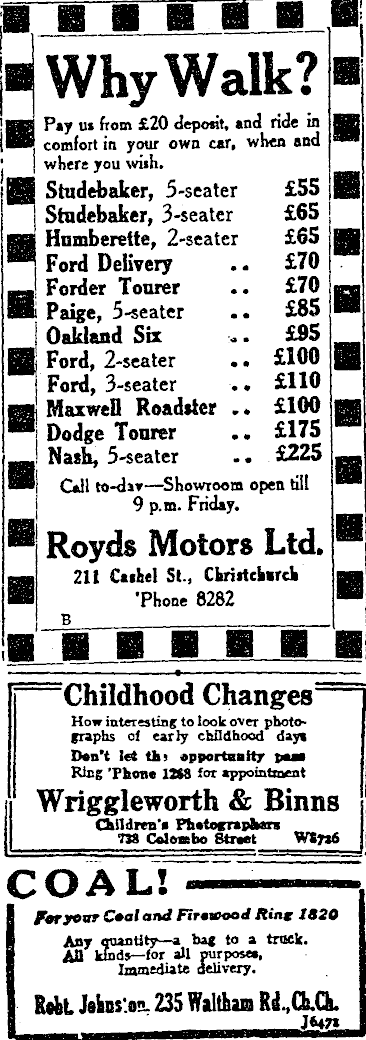 Why Walk?
Pay us from £20 deposit, and ride in
comfort in your own car, when and
where you wish.
Studebaker, 5-seater £55
Studebaker, 3-seater £65
Humberette, 2-seater £65
Ford Delivery .. £70
Forder Tourer .. £70
Paige, 5-seater .. £85
Oakland Six .. £95
Ford, 2-seater .. £100
Ford, 3-seater .. £110
Maxwell Roadster .. £100
Dodge Tourer .. £175
Nash, 5-seater .. £225
Call to-day—Showroom open till
9 p.m. Friday.
Royds Motors Ltd.
211 Cashel St., Christchurch
'Phone 8282
B
Childhood Changes
How interesting to look over photo-
graphs of early childhood days
Don't let this opportunity pass
Ring 'Phone 1268 for appointment
Wriggleworth & Binns
Children's Photographers
738 Colombo Street W8726
COAL!
For your Coal and Firewood Ring 1820
Any quantity—a bag to a truck.
All kinds—for all purposes,
Immediate delivery.
Robt. Johnston, 235 Waltham Rd., Ch.Ch.
J6472